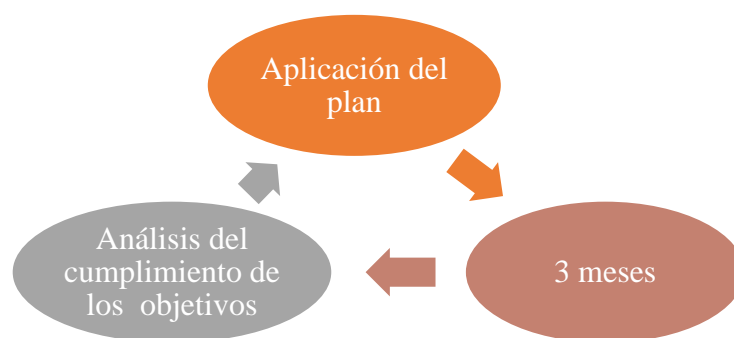 Aplicación del
plan
3 meses
Análisis del
cumplimiento de
los objetivos